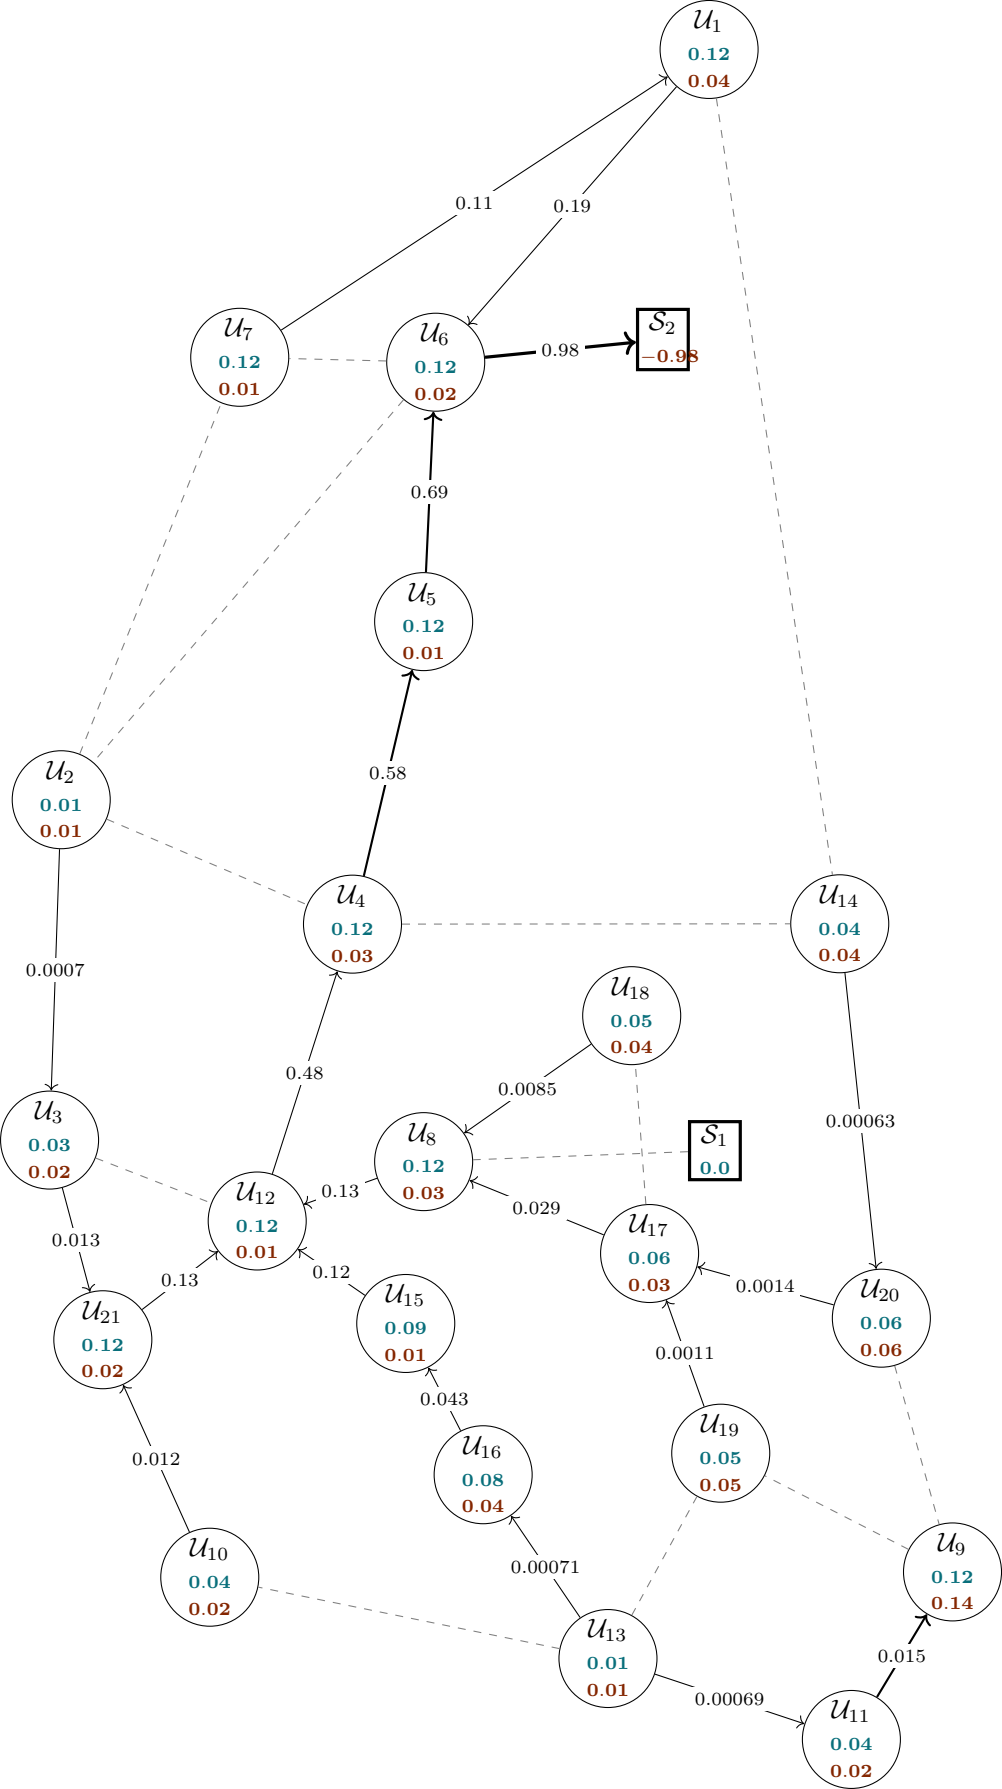 𝒰₁
0.12
0.04
0.11
0.19
𝒰₇
0.12
0.01
𝒰₆
0.12
0.02
0.98
𝒮₂
−0.98
0.69
𝒰₅
0.12
0.01
0.58
𝒰₂
0.01
0.01
𝒰₄
0.12
0.03
𝒰₁₄
0.04
0.04
0.0007
𝒰₁₈
0.05
0.04
0.48
0.0085
0.00063
𝒰₃
0.03
0.02
𝒰₈
0.12
0.03
𝒮₁
0.0
𝒰₁₂
0.12
0.01
0.13
0.029
𝒰₁₇
0.06
0.03
0.013
0.13
0.12
0.0014
𝒰₂₁
0.12
0.02
𝒰₁₅
0.09
0.01
𝒰₂₀
0.06
0.06
0.0011
0.043
𝒰₁₉
0.05
0.05
0.012
𝒰₁₆
0.08
0.04
𝒰₁₀
0.04
0.02
0.00071
𝒰₉
0.12
0.14
𝒰₁₃
0.01
0.01
0.015
0.00069
𝒰₁₁
0.04
0.02